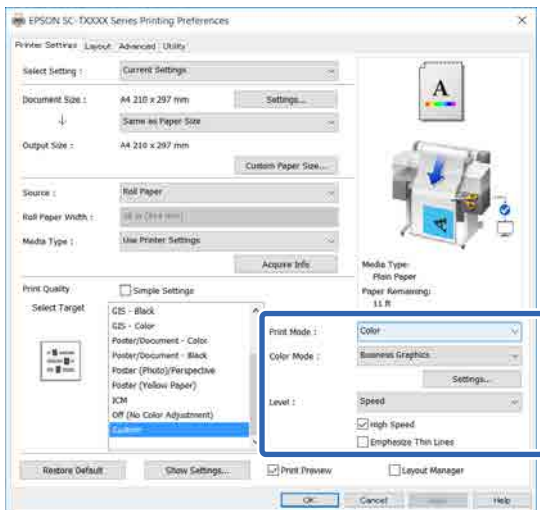 EPSON SC-TXXXX Series Printing Preferences
Printer Settings Layout Advanced Utility
Select Setting : Current Settings
Document Size : A4 210 x 297 mm Settings...
Same as Paper Size
Output Size : A4 210 x 297 mm
Custom Paper Size...
Source : Roll Paper
Roll Paper Width :
Media Type : Use Printer Settings
Acquire Info
A
Media Type:
Plain Paper
Paper Remaining:
11 ft
Print Quality Simple Settings
Select Target
GIS - Black
GIS - Color
Poster/Document - Color
Poster/Document - Black
Poster (Photo)/Perspective
Poster (Yellow Paper)
ICM
Off (No Color Adjustment)
Custom
Print Mode : Color
Color Mode : Business Graphics
Settings...
Level : Speed
High Speed
Emphasize Thin Lines
Restore Default Show Settings... Print Preview Layout Manager
OK Cancel Help